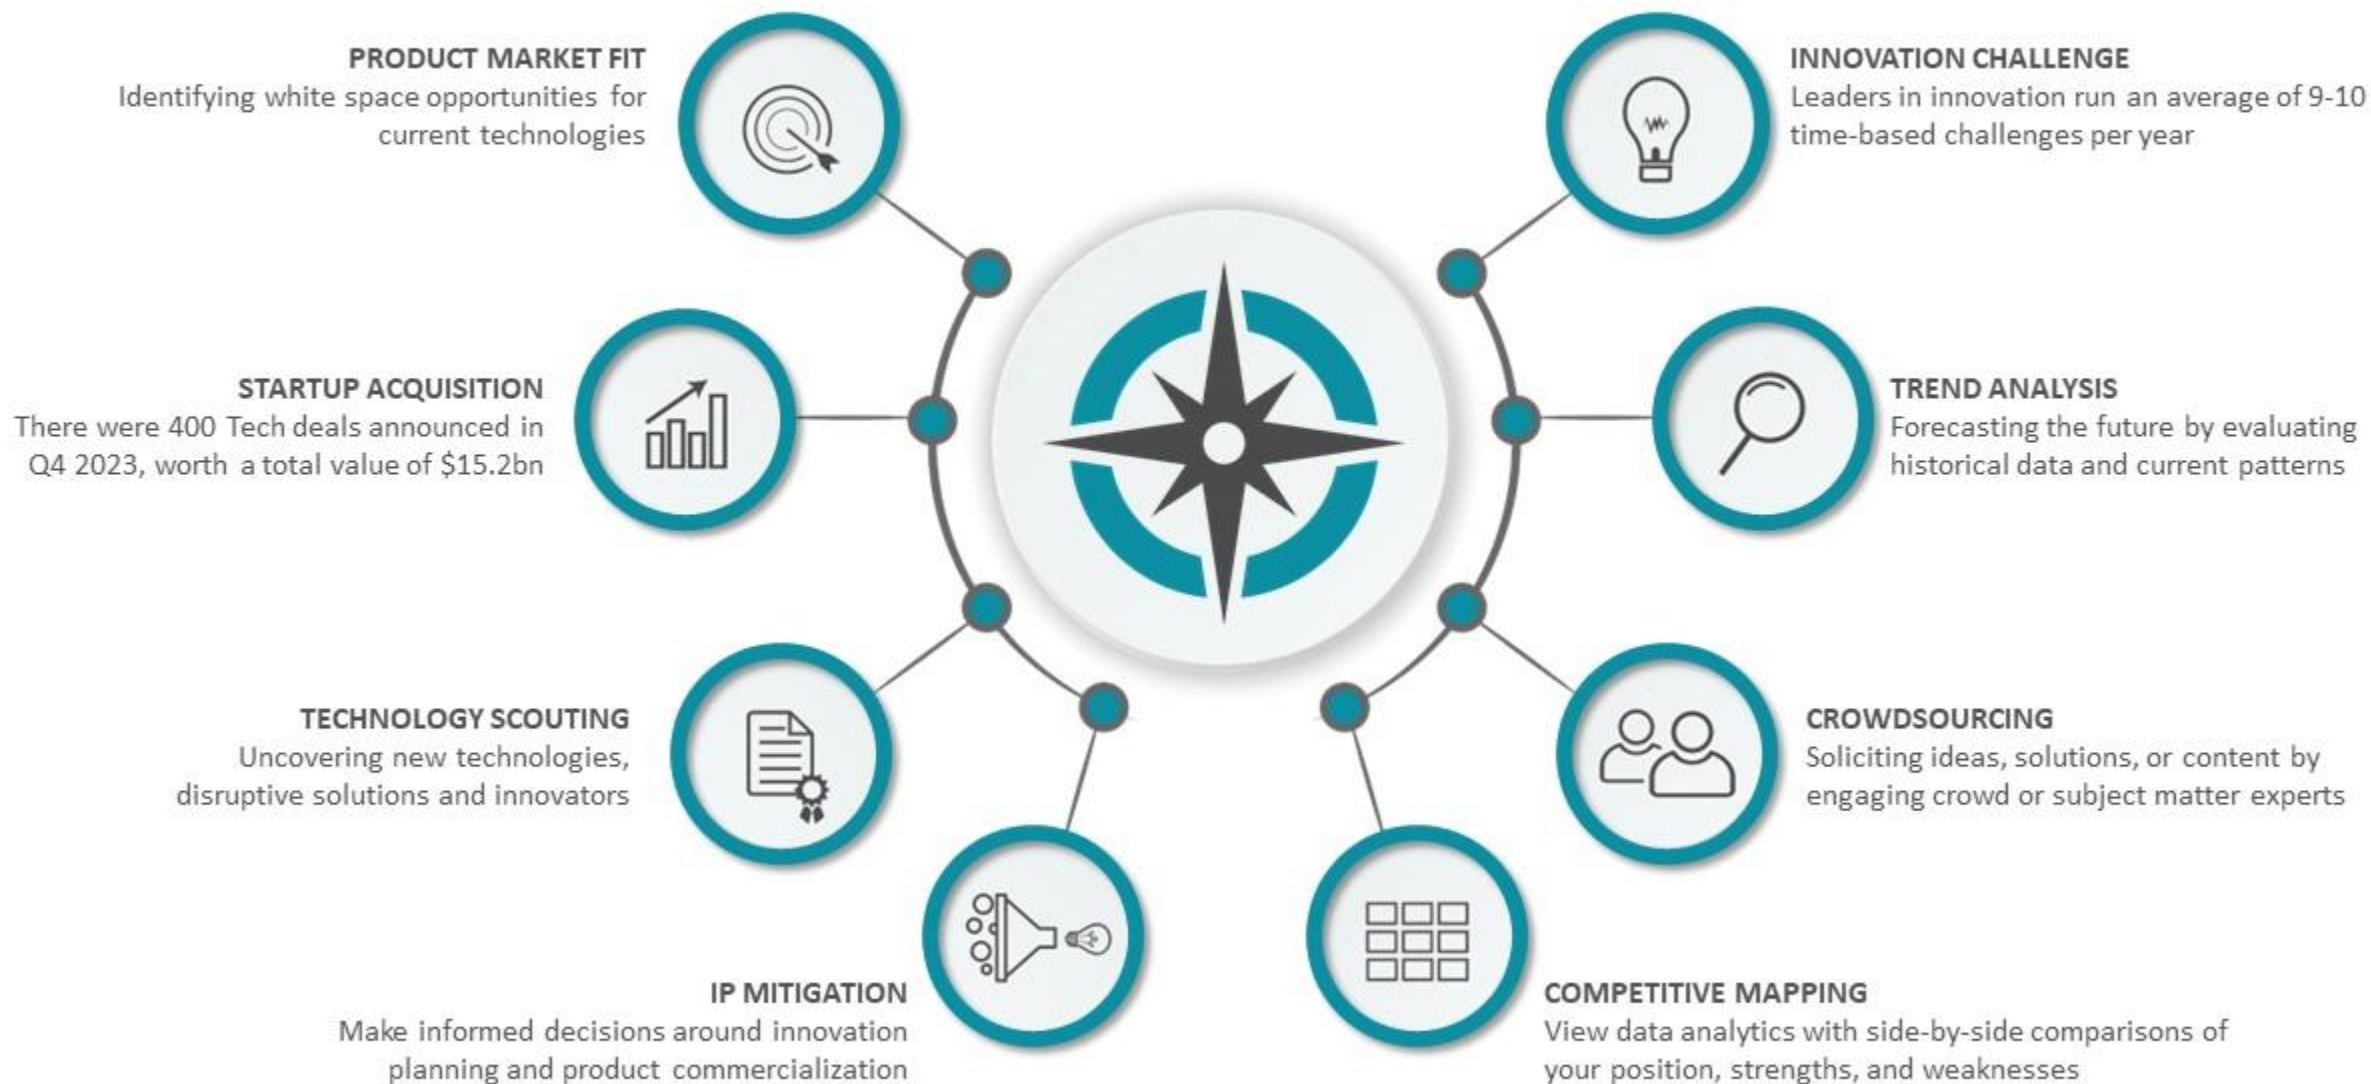 PRODUCT MARKET FIT
Identifying white space opportunities for
current technologies
STARTUP ACQUISITION
There were 400 Tech deals announced in
Q4 2023, worth a total value of $15.2bn
TECHNOLOGY SCOUTING
Uncovering new technologies,
disruptive solutions and innovators
IP MITIGATION
Make informed decisions around innovation
planning and product commercialization
INNOVATION CHALLENGE
Leaders in innovation run an average of 9-10
time-based challenges per year
TREND ANALYSIS
Forecasting the future by evaluating
historical data and current patterns
CROWDSOURCING
Soliciting ideas, solutions, or content by
engaging crowd or subject matter experts
COMPETITIVE MAPPING
View data analytics with side-by-side comparisons of
your position, strengths, and weaknesses